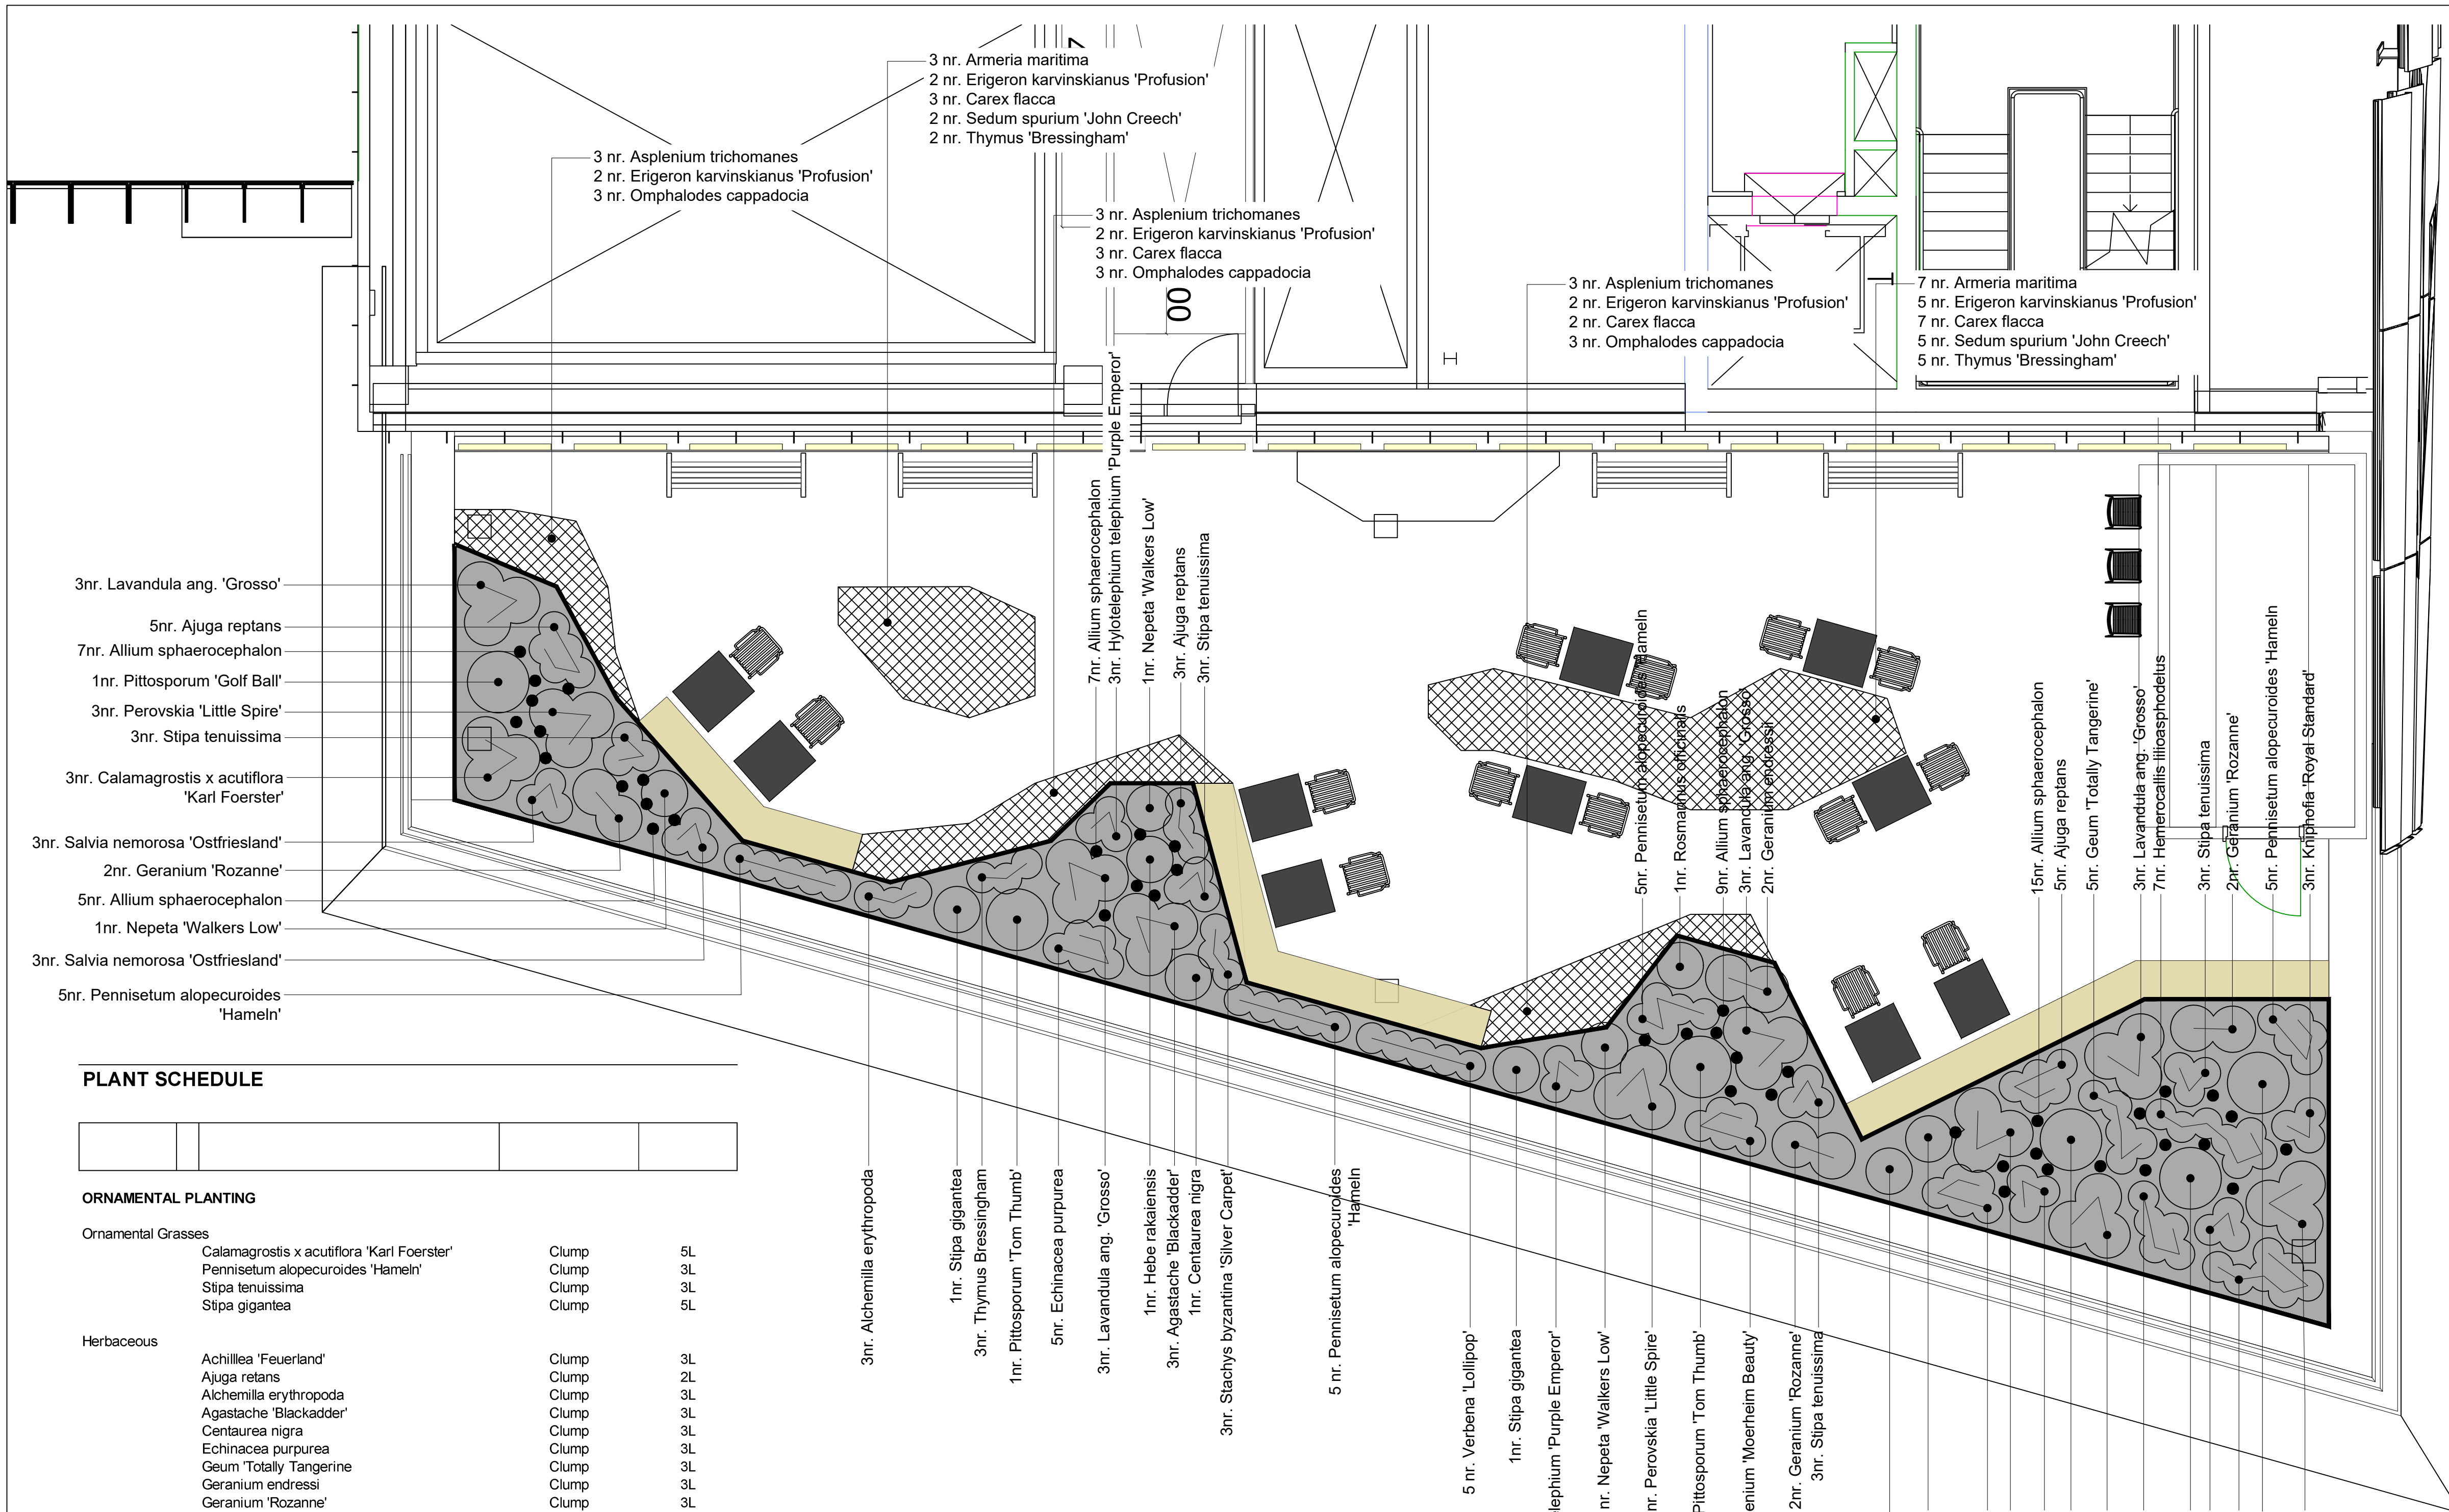 3 nr. Armeria maritima
2 nr. Erigeron karvinskianus 'Profusion'
3 nr. Carex flacca
2 nr. Sedum spurium 'John Creech'
2 nr. Thymus 'Bressingham'
3 nr. Asplenium trichomanes
2 nr. Erigeron karvinskianus 'Profusion'
3 nr. Omphalodes cappadocia
3 nr. Asplenium trichomanes
2 nr. Erigeron karvinskianus 'Profusion'
3 nr. Carex flacca
3 nr. Omphalodes cappadocia
00
3 nr. Asplenium trichomanes
2 nr. Erigeron karvinskianus 'Profusion'
2 nr. Carex flacca
3 nr. Omphalodes cappadocia
7 nr. Armeria maritima
5 nr. Erigeron karvinskianus 'Profusion'
7 nr. Carex flacca
5 nr. Sedum spurium 'John Creech'
5 nr. Thymus 'Bressingham'
3nr. Lavandula ang. 'Grosso'
5nr. Ajuga reptans
7nr. Allium sphaerocephalon
1nr. Pittosporum 'Golf Ball'
3nr. Perovskia 'Little Spire'
3nr. Stipa tenuissima
3nr. Calamagrostis x acutiflora
'Karl Foerster'
3nr. Salvia nemorosa 'Ostfriesland'
2nr. Geranium 'Rozanne'
5nr. Allium sphaerocephalon
1nr. Nepeta 'Walkers Low'
3nr. Salvia nemorosa 'Ostfriesland'
5nr. Pennisetum alopecuroides
'Hameln'
7nr. Allium sphaerocephalon
3nr. Hylotelephium telephium 'Purple Emperor'
1nr. Nepeta 'Walkers Low'
3nr. Ajuga reptans
3nr. Stipa tenuissima
5nr. Pennisetum alopecuroides 'Hameln
1nr. Rosmarinus officinalis
9nr. Allium sphaerocephalon
3nr. Lavandula ang. 'Grosso'
2nr. Geranium endressii
15nr. Allium sphaerocephalon
5nr. Ajuga reptans
5nr. Geum 'Totally Tangerine'
3nr. Lavandula ang. 'Grosso'
7nr. Hemerocallis lilioasphodelus
3nr. Stipa tenuissima
2nr. Geranium 'Rozanne'
5nr. Pennisetum alopecuroides 'Hameln
3nr. Kniphofia 'Royal Standard'
3nr. Alchemilla erythropoda
1nr. Stipa gigantea
3nr. Thymus Bressingham
1nr. Pittosporum 'Tom Thumb'
5nr. Echinacea purpurea
3nr. Lavandula ang. 'Grosso'
1nr. Hebe rakaiensis
3nr. Agastache 'Blackadder'
1nr. Centaurea nigra
3nr. Stachys byzantina 'Silver Carpet'
5 nr. Pennisetum alopecuroides
'Hameln
5 nr. Verbena 'Lollipop'
1nr. Stipa gigantea
lephium 'Purple Emperor'
nr. Nepeta 'Walkers Low'
nr. Perovskia 'Little Spire'
Pittosporum 'Tom Thumb'
enium 'Moerheim Beauty'
2nr. Geranium 'Rozanne'
3nr. Stipa tenuissima
PLANT SCHEDULE
ORNAMENTAL PLANTING
Ornamental Grasses
Calamagrostis x acutiflora 'Karl Foerster' Clump 5L
Pennisetum alopecuroides 'Hameln' Clump 3L
Stipa tenuissima Clump 3L
Stipa gigantea Clump 5L
Herbaceous
Achilllea 'Feuerland' Clump 3L
Ajuga retans Clump 2L
Alchemilla erythropoda Clump 3L
Agastache 'Blackadder' Clump 3L
Centaurea nigra Clump 3L
Echinacea purpurea Clump 3L
Geum 'Totally Tangerine Clump 3L
Geranium endressi Clump 3L
Geranium 'Rozanne' Clump 3L